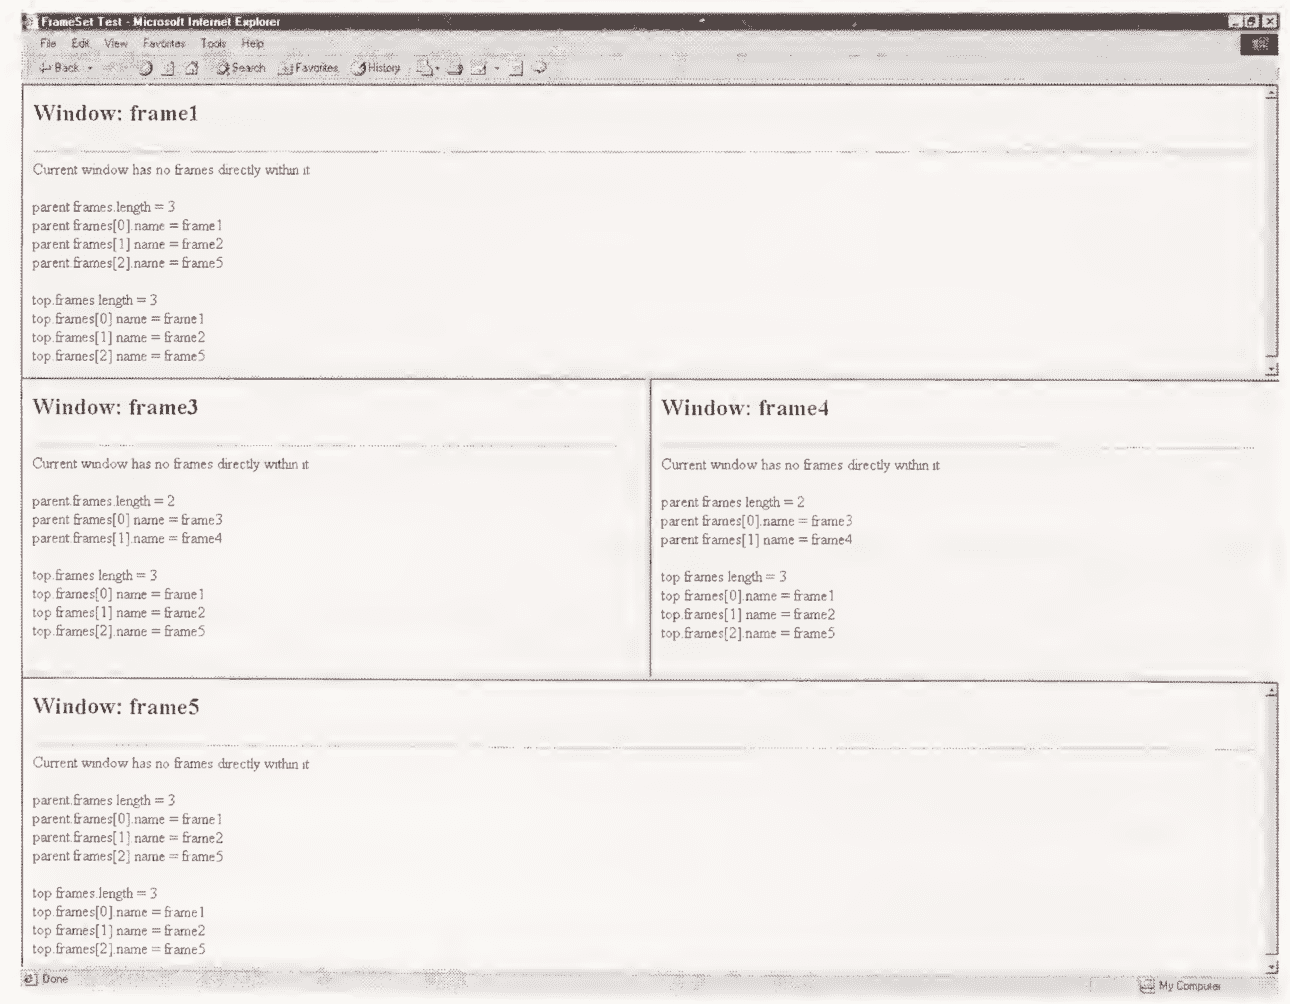 FrameSet Test - Microsoft Internet Explorer
File Edit View Favorites Tools Help
Back Search Favorites History
Window: frame1
Current window has no frames directly within it
parent.frames.length = 3
parent.frames[0].name = frame1
parent.frames[1].name = frame2
parent.frames[2].name = frame5
top.frames.length = 3
top.frames[0].name = frame1
top.frames[1].name = frame2
top.frames[2].name = frame5
Window: frame3
Current window has no frames directly within it
parent.frames.length = 2
parent.frames[0].name = frame3
parent.frames[1].name = frame4
top.frames.length = 3
top.frames[0].name = frame1
top.frames[1].name = frame2
top.frames[2].name = frame5
Window: frame4
Current window has no frames directly within it
parent.frames.length = 2
parent.frames[0].name = frame3
parent.frames[1].name = frame4
top.frames.length = 3
top.frames[0].name = frame1
top.frames[1].name = frame2
top.frames[2].name = frame5
Window: frame5
Current window has no frames directly within it
parent.frames.length = 3
parent.frames[0].name = frame1
parent.frames[1].name = frame2
parent.frames[2].name = frame5
top.frames.length = 3
top.frames[0].name = frame1
top.frames[1].name = frame2
top.frames[2].name = frame5
Done
My Computer